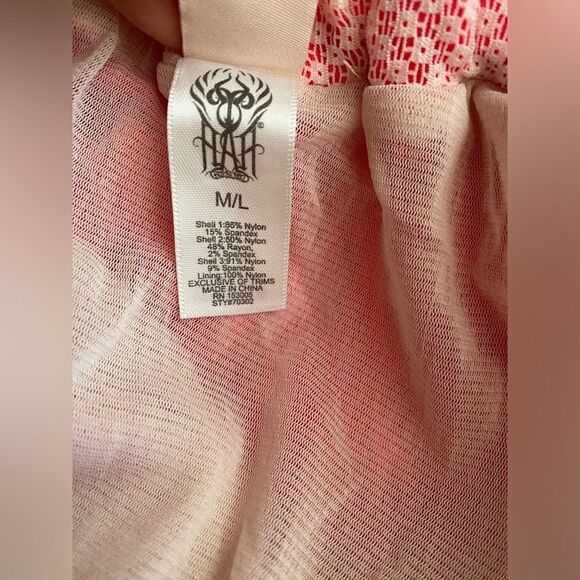 HAH
M/L
Shell 1:85% Nylon
15% Spandex
Shell 2:50% Nylon
48% Rayon,
2% Spandex
Shell 3:91% Nylon
9% Spandex
Lining:100% Nylon
EXCLUSIVE OF TRIMS
MADE IN CHINA
RN 153005
STY#70302